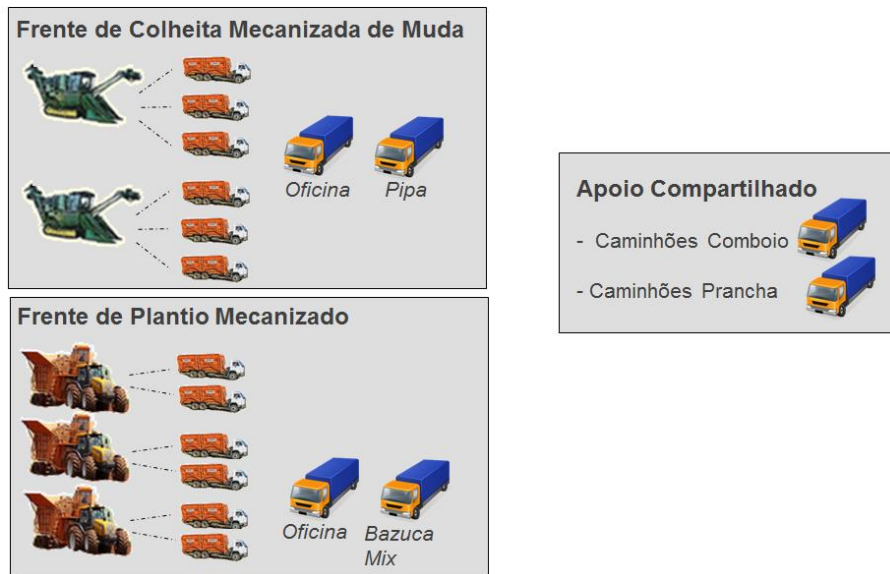 Frente de Colheita Mecanizada de Muda
Oficina
Pipa
Apoio Compartilhado
- Caminhões Comboio
- Caminhões Prancha
Frente de Plantio Mecanizado
Oficina
Bazuca
Mix